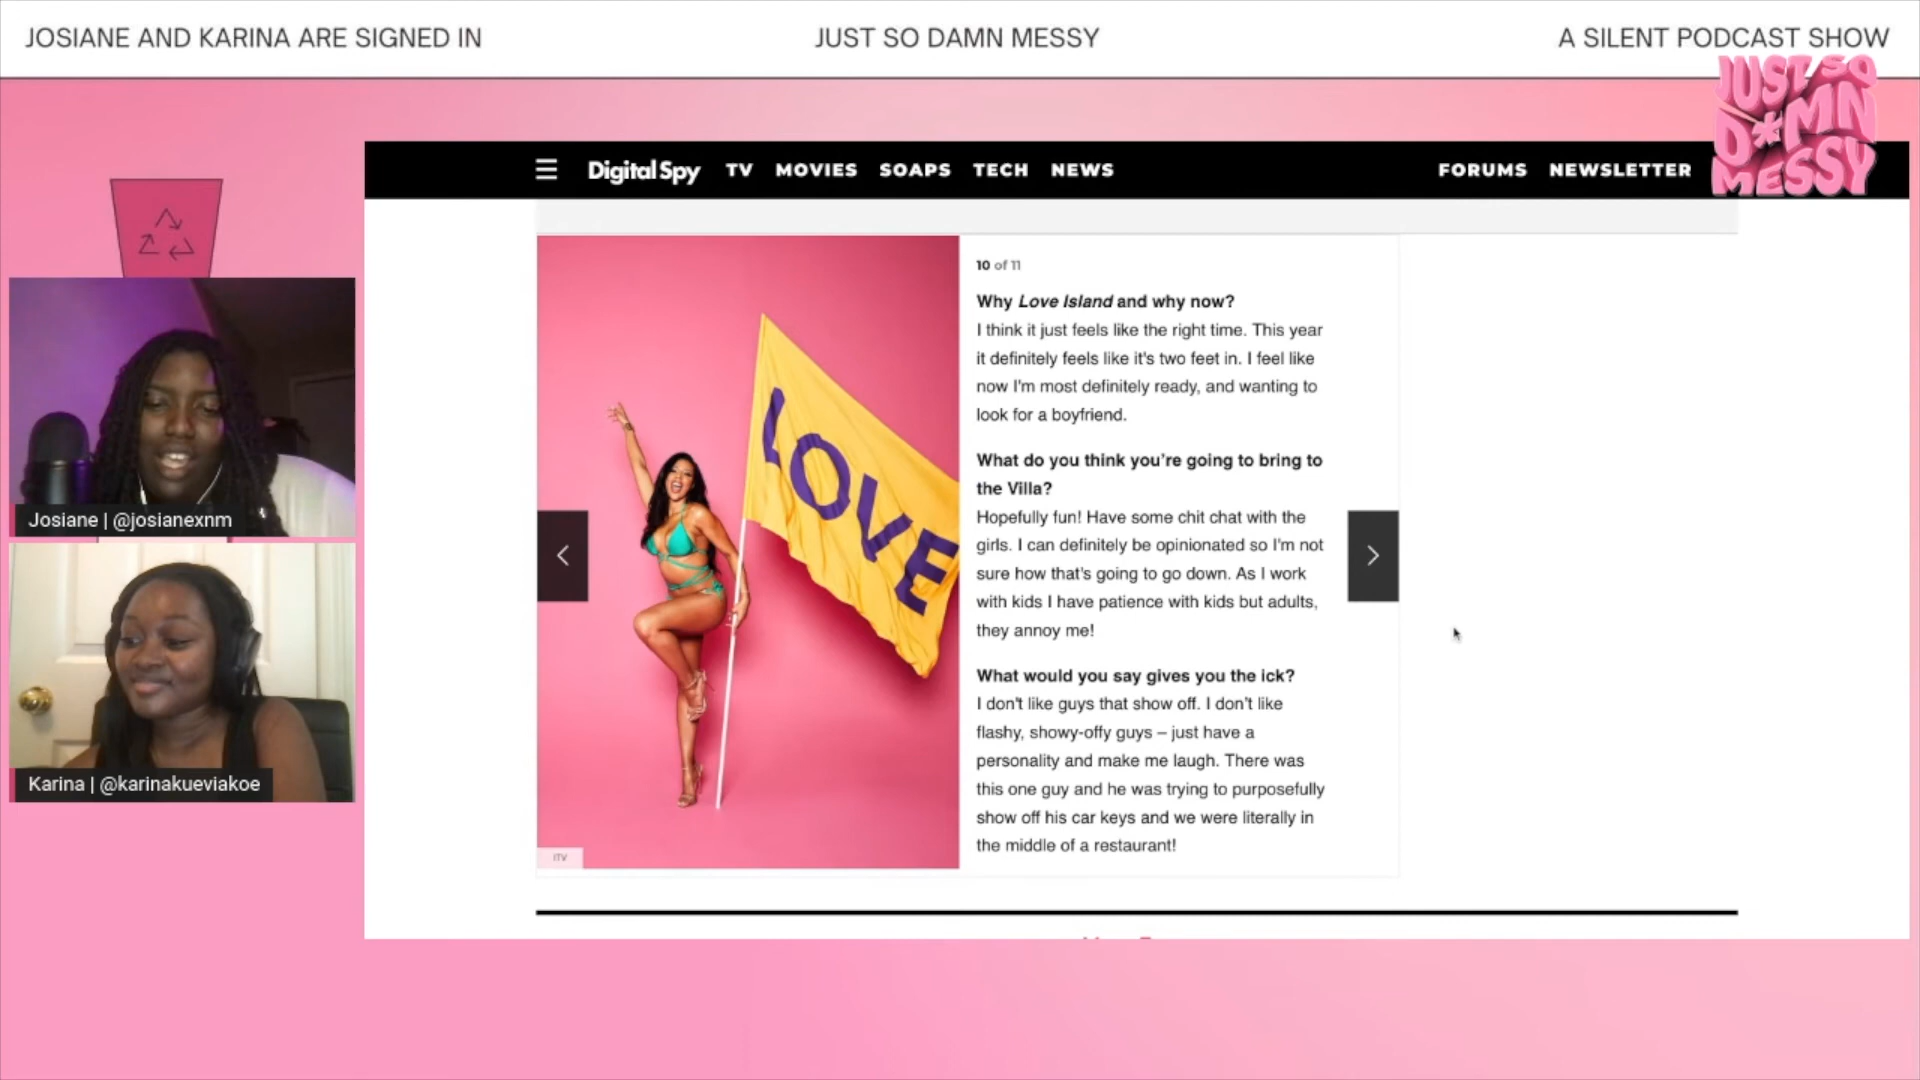 JOSIANE AND KARINA ARE SIGNED IN
JUST SO DAMN MESSY
A SILENT PODCAST SHOW
JUST SO
D*MN
MESSY
Digital Spy
TV
MOVIES
SOAPS
TECH
NEWS
FORUMS
NEWSLETTER
LOVE
ITV
10 of 11
Why Love Island and why now?
I think it just feels like the right time. This year
it definitely feels like it's two feet in. I feel like
now I'm most definitely ready, and wanting to
look for a boyfriend.
What do you think you're going to bring to
the Villa?
Hopefully fun! Have some chit chat with the
girls. I can definitely be opinionated so I'm not
sure how that's going to go down. As I work
with kids I have patience with kids but adults,
they annoy me!
What would you say gives you the ick?
I don't like guys that show off. I don't like
flashy, showy-offy guys – just have a
personality and make me laugh. There was
this one guy and he was trying to purposefully
show off his car keys and we were literally in
the middle of a restaurant!
Josiane | @josianexnm
Karina | @karinakueviakoe